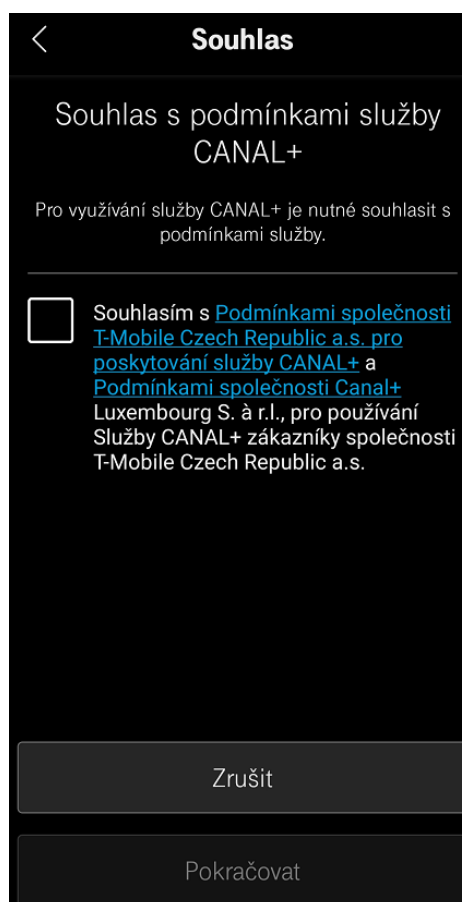 Souhlas
Souhlas s podmínkami služby
CANAL+
Pro využívání služby CANAL+ je nutné souhlasit s
podmínkami služby.
Souhlasím s Podmínkami společnosti
T-Mobile Czech Republic a.s. pro
poskytování služby CANAL+ a
Podmínkami společnosti Canal+
Luxembourg S. à r.l., pro používání
Služby CANAL+ zákazníky společnosti
T-Mobile Czech Republic a.s.
Zrušit
Pokračovat